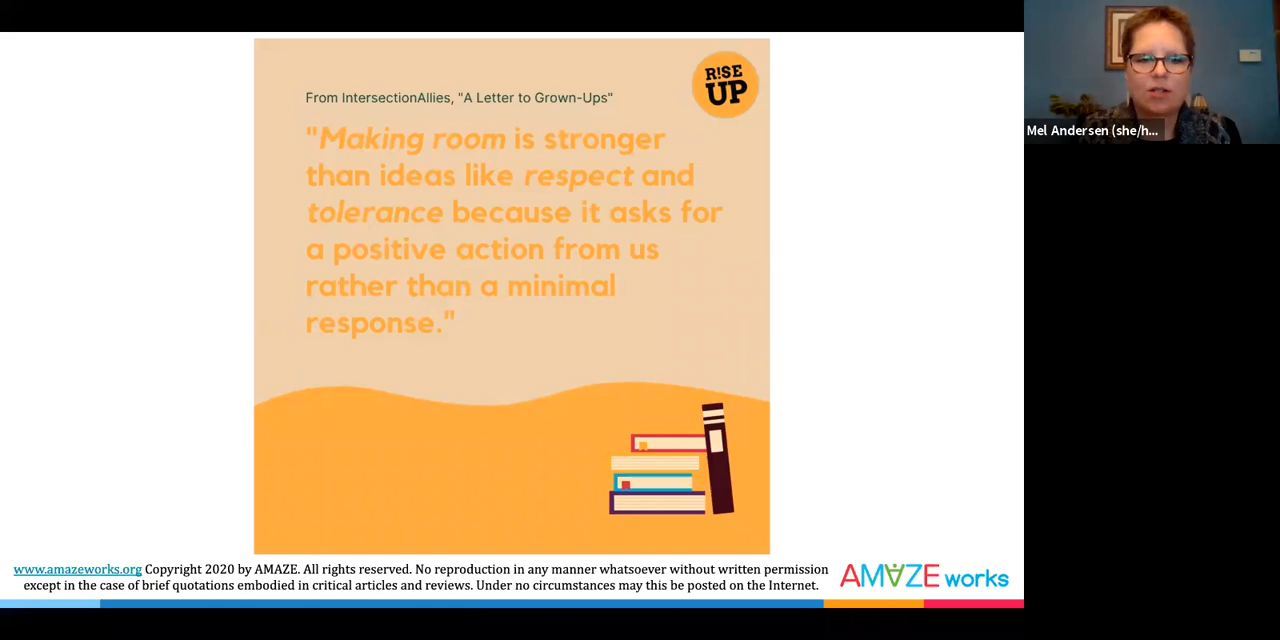 R!SE
UP
From IntersectionAllies, "A Letter to Grown-Ups"
"Making room is stronger
than ideas like respect and
tolerance because it asks for
a positive action from us
rather than a minimal
response."
Mel Andersen (she/h...
www.amazeworks.org Copyright 2020 by AMAZE. All rights reserved. No reproduction in any manner whatsoever without written permission
except in the case of brief quotations embodied in critical articles and reviews. Under no circumstances may this be posted on the Internet.
AMAZE works